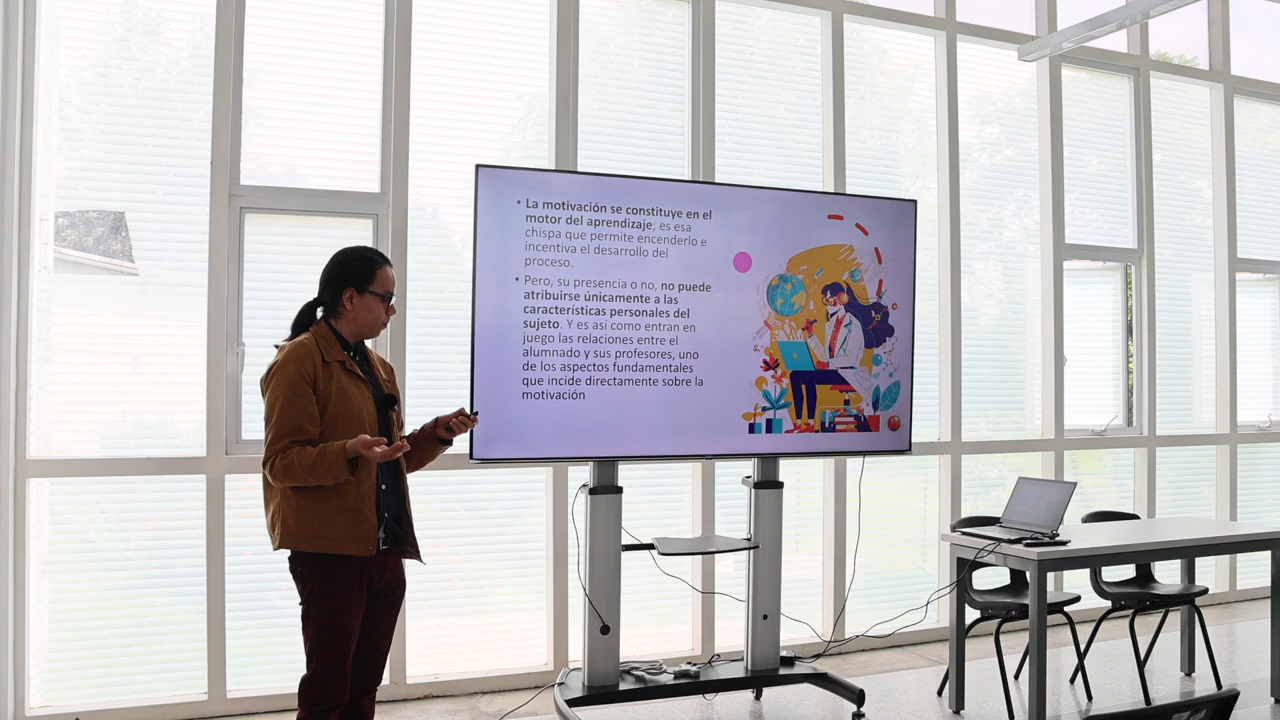 • La motivación se constituye en el
motor del aprendizaje; es esa
chispa que permite encenderlo e
incentiva el desarrollo del
proceso.
• Pero, su presencia o no, no puede
atribuirse únicamente a las
características personales del
sujeto. Y es así como entran en
juego las relaciones entre el
alumnado y sus profesores, uno
de los aspectos fundamentales
que incide directamente sobre la
motivación